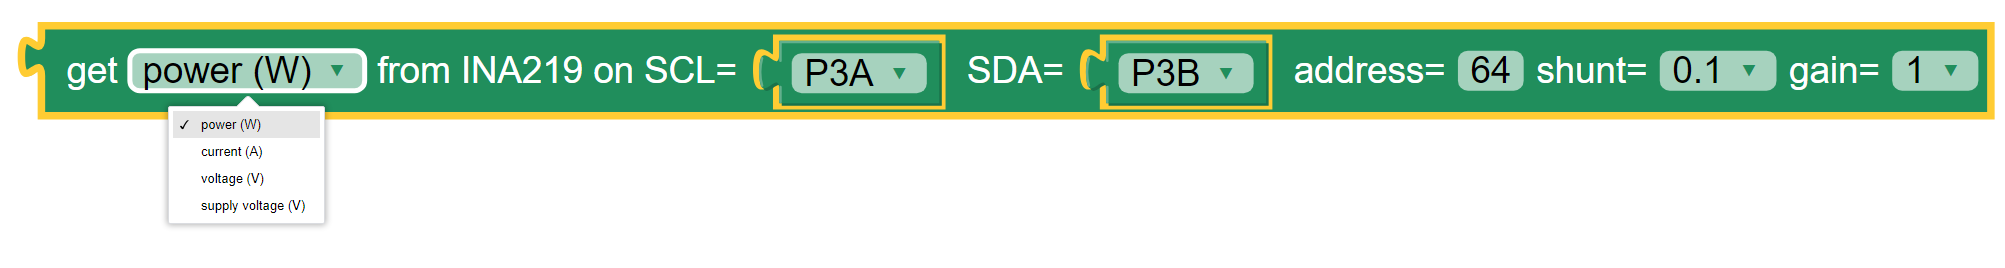 get power (W) ▼ from INA219 on SCL= P3A ▼ SDA= P3B ▼ address= 64 shunt= 0.1 ▼ gain= 1 ▼
✓ power (W)
current (A)
voltage (V)
supply voltage (V)